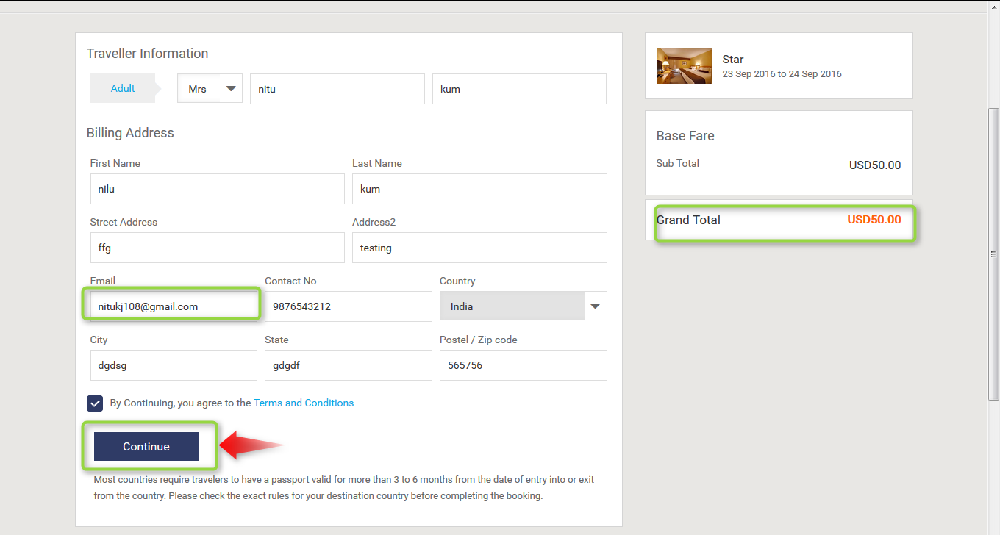 Traveller Information
Adult Mrs nitu kum
Billing Address
First Name Last Name
nilu kum
Street Address Address2
ffg testing
Email Contact No Country
nitukj108@gmail.com 9876543212 India
City State Postel / Zip code
dgdsg gdgdf 565756
By Continuing, you agree to the Terms and Conditions
Continue
Most countries require travelers to have a passport valid for more than 3 to 6 months from the date of entry into or exit
from the country. Please check the exact rules for your destination country before completing the booking.
Star
23 Sep 2016 to 24 Sep 2016
Base Fare
Sub Total USD50.00
Grand Total USD50.00